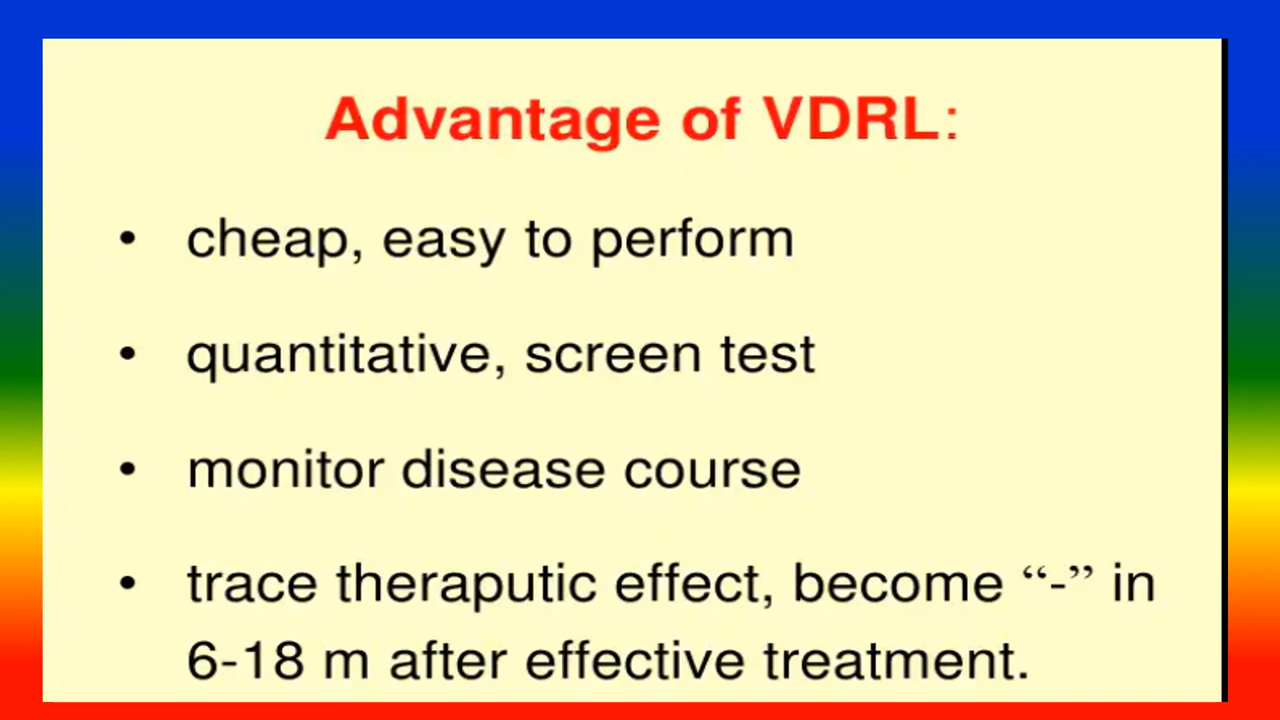 Advantage of VDRL:
• cheap, easy to perform
• quantitative, screen test
• monitor disease course
• trace theraputic effect, become “-” in
6-18 m after effective treatment.